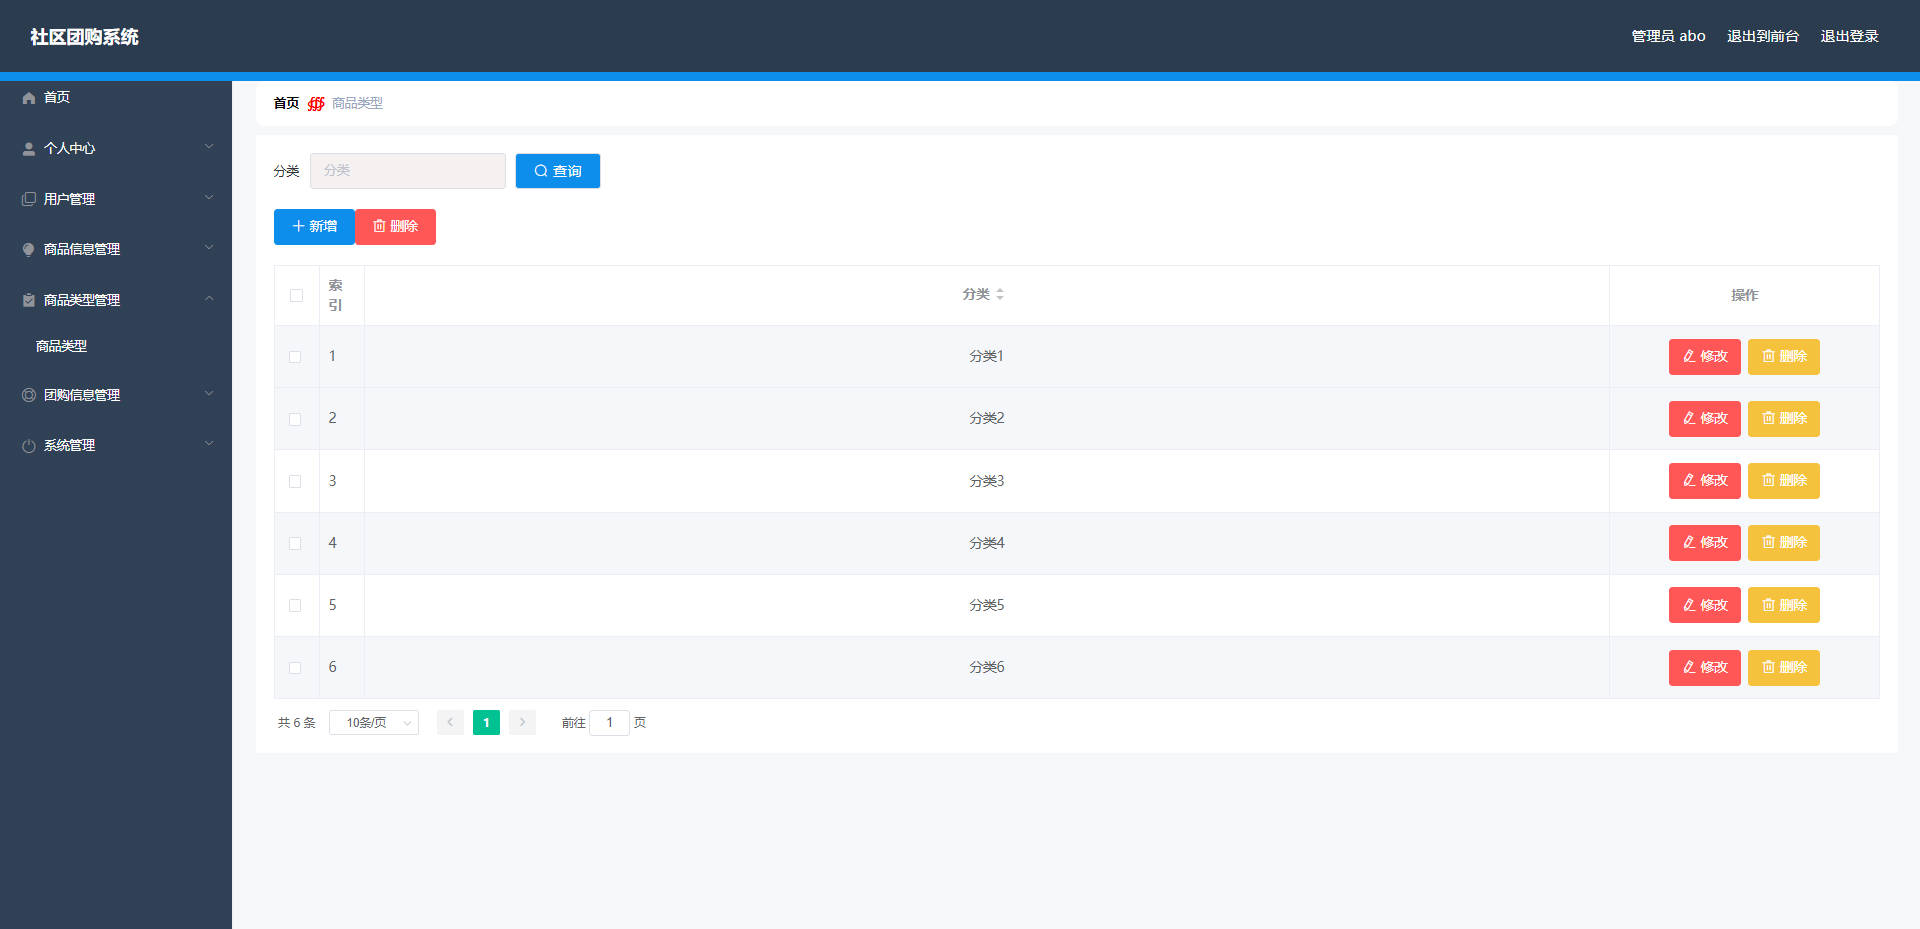 社区团购系统
管理员 abo 退出到前台 退出登录
首页
个人中心
用户管理
商品信息管理
商品类型管理
商品类型
团购信息管理
系统管理
首页 商品类型
分类 分类 查询
新增 删除
索引 分类 操作
1 分类1 修改 删除
2 分类2 修改 删除
3 分类3 修改 删除
4 分类4 修改 删除
5 分类5 修改 删除
6 分类6 修改 删除
共 6 条 10条/页 1 前往 1 页